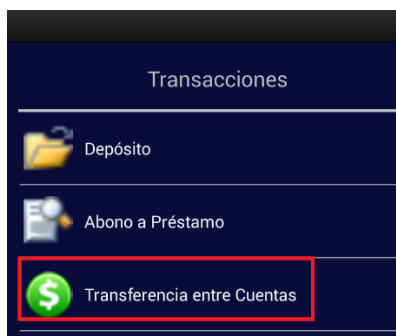 Transacciones
Depósito
Abono a Préstamo
Transferencia entre Cuentas